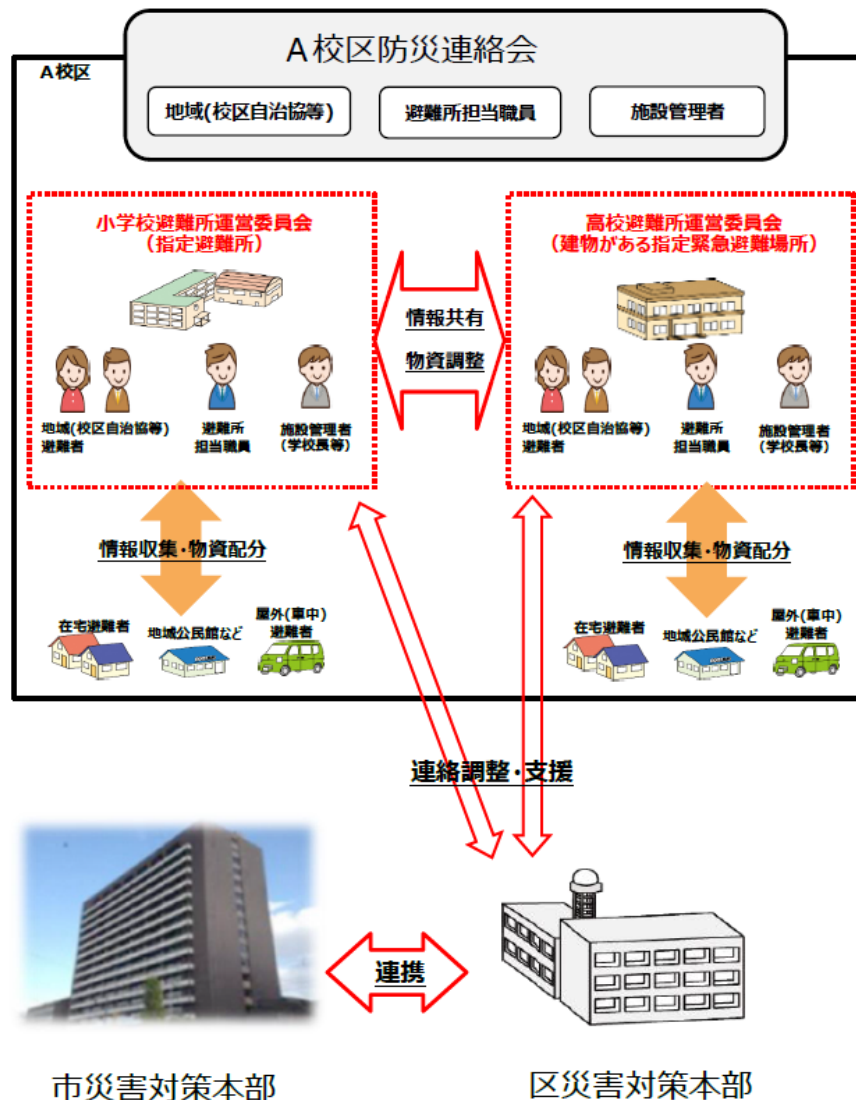 A校区防災連絡会
A校区
地域(校区自治協等)
避難所担当職員
施設管理者
小学校避難所運営委員会
(指定避難所)
高校避難所運営委員会
(建物がある指定緊急避難場所)
情報共有
物資調整
地域(校区自治協等)
避難者
避難所
担当職員
施設管理者
(学校長等)
地域(校区自治協等)
避難者
避難所
担当職員
施設管理者
(学校長等)
情報収集・物資配分
情報収集・物資配分
在宅避難者
地域公民館など
屋外(車中)
避難者
在宅避難者
地域公民館など
屋外(車中)
避難者
連絡調整・支援
連携
市災害対策本部
区災害対策本部